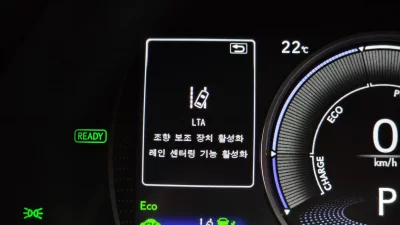 22℃
LTA
조향 보조 장치 활성화
레인 센터링 기능 활성화
READY
ECO
CHARGE
0
km/h
P
Eco